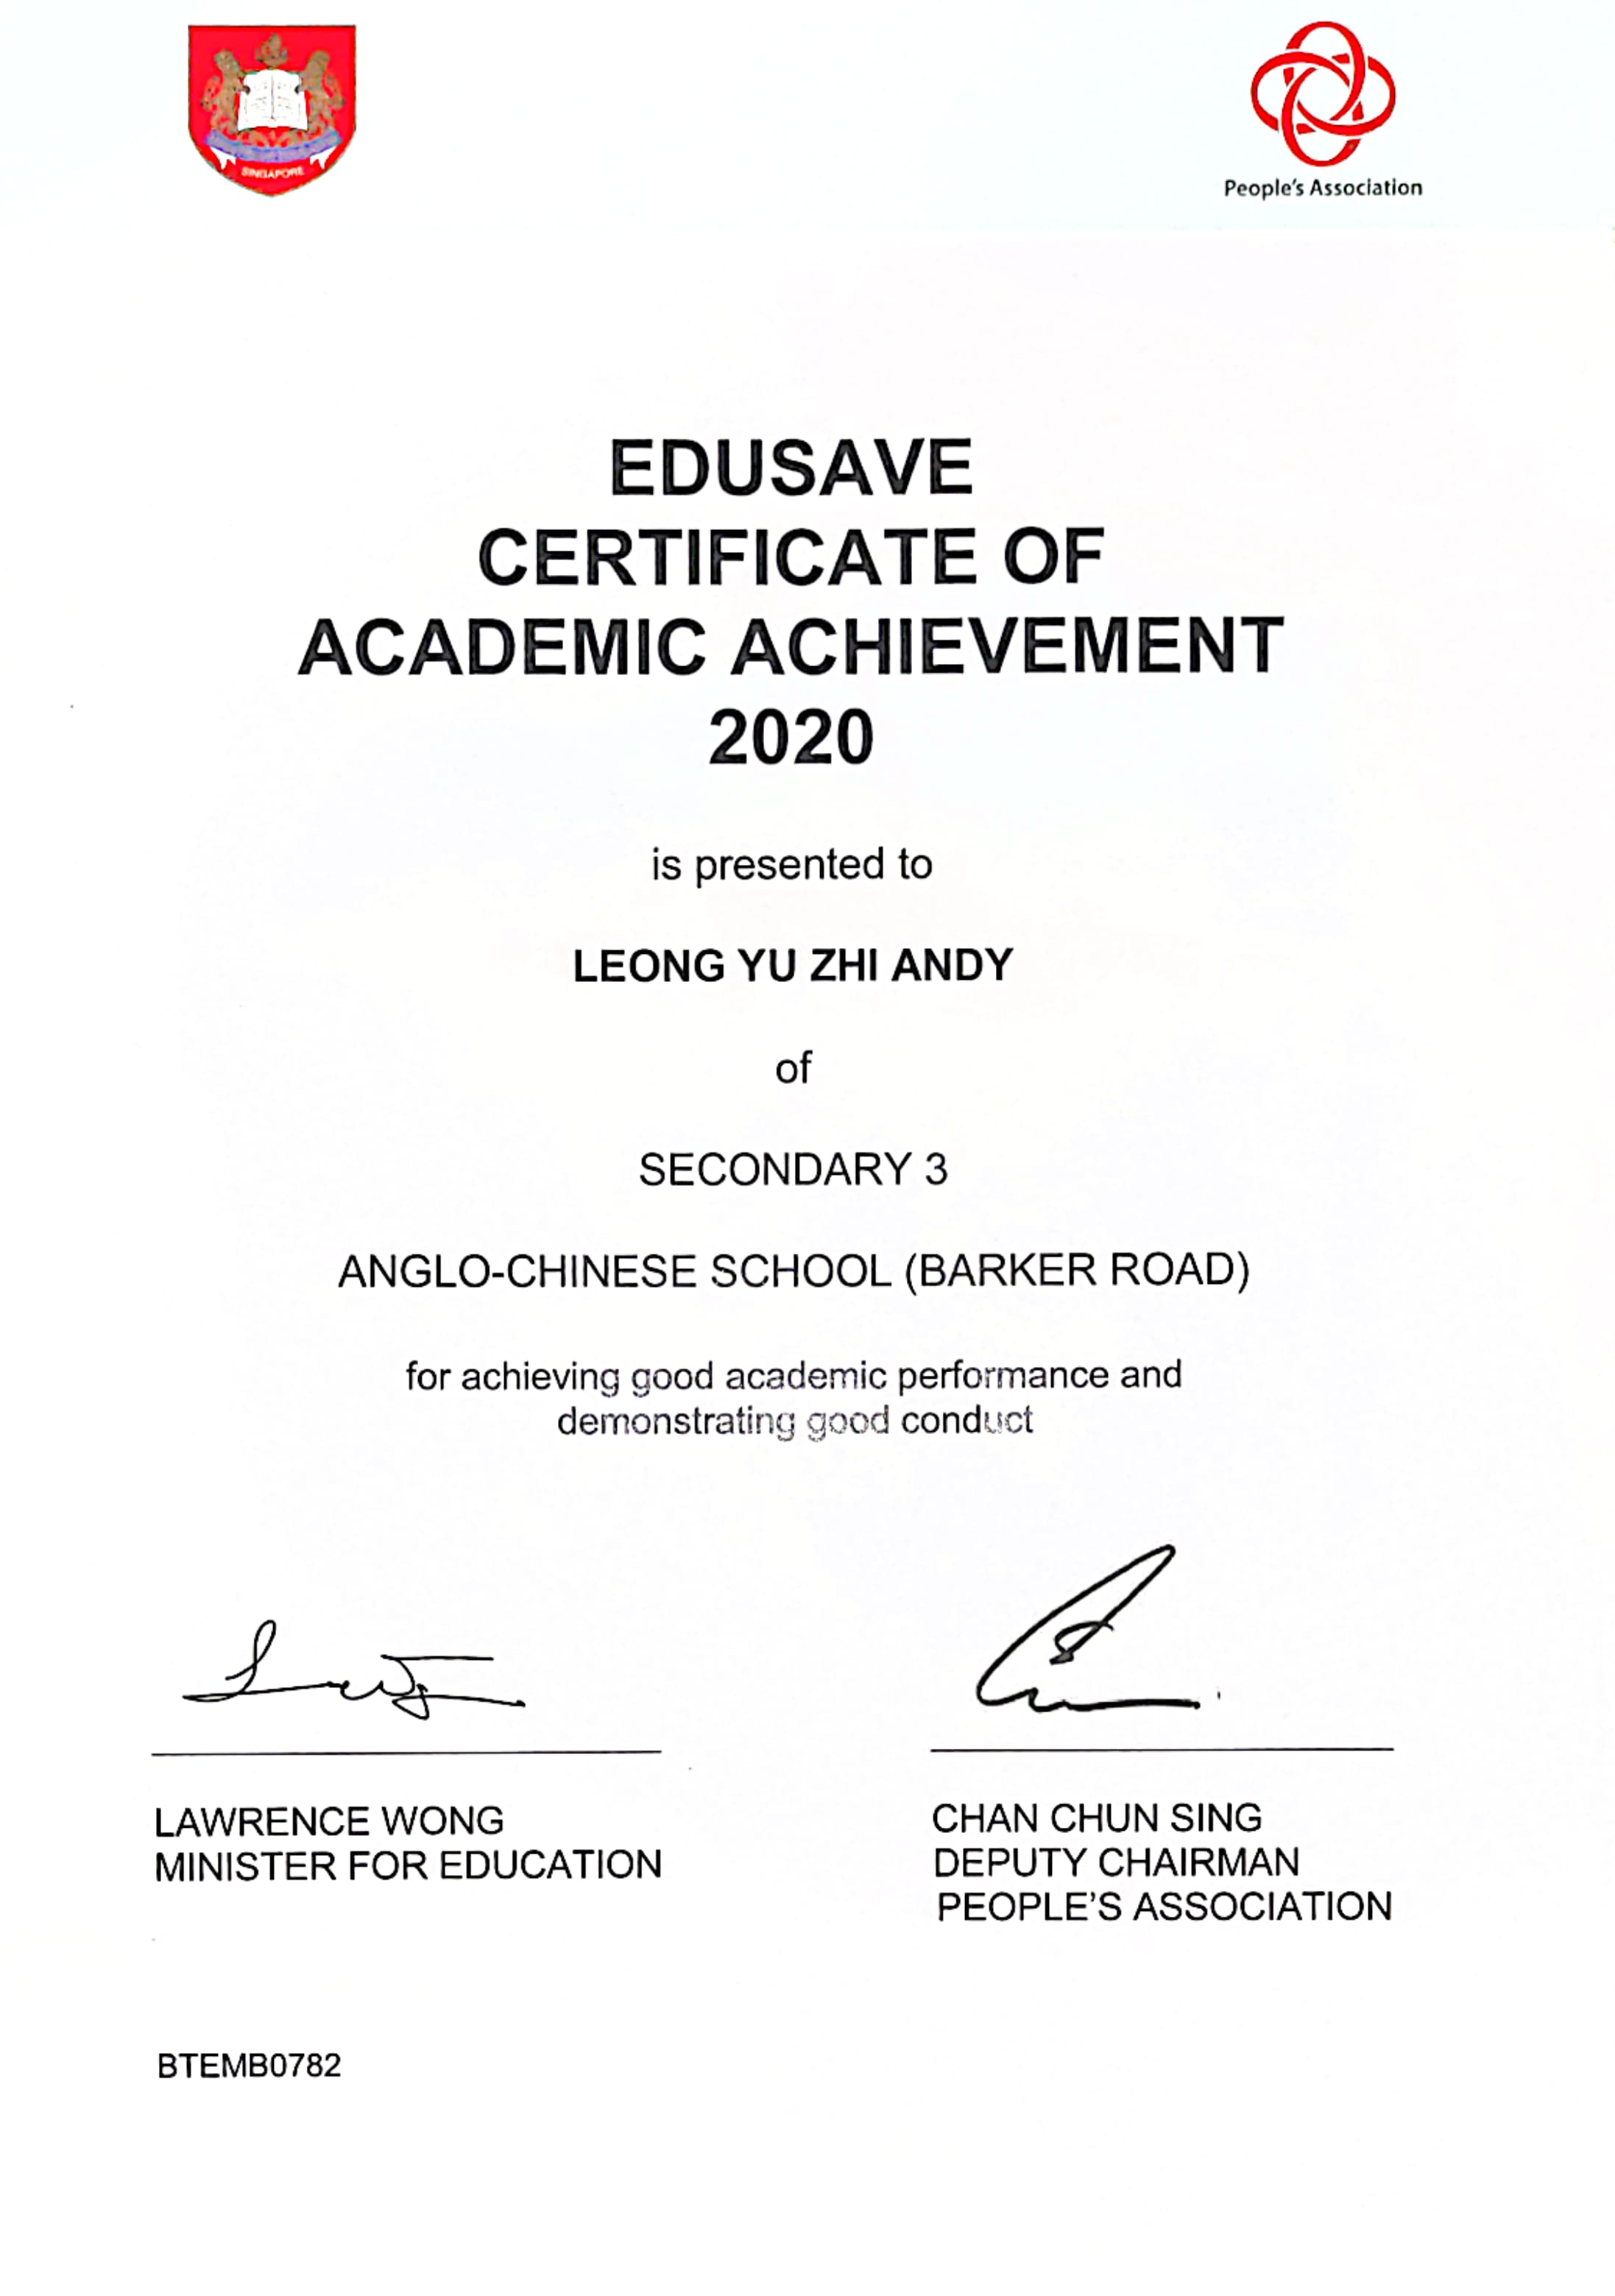 SINGAPORE
People's Association
EDUSAVE
CERTIFICATE OF
ACADEMIC ACHIEVEMENT
2020
is presented to
LEONG YU ZHI ANDY
of
SECONDARY 3
ANGLO-CHINESE SCHOOL (BARKER ROAD)
for achieving good academic performance and
demonstrating good conduct
LAWRENCE WONG
MINISTER FOR EDUCATION
CHAN CHUN SING
DEPUTY CHAIRMAN
PEOPLE'S ASSOCIATION
BTEMB0782